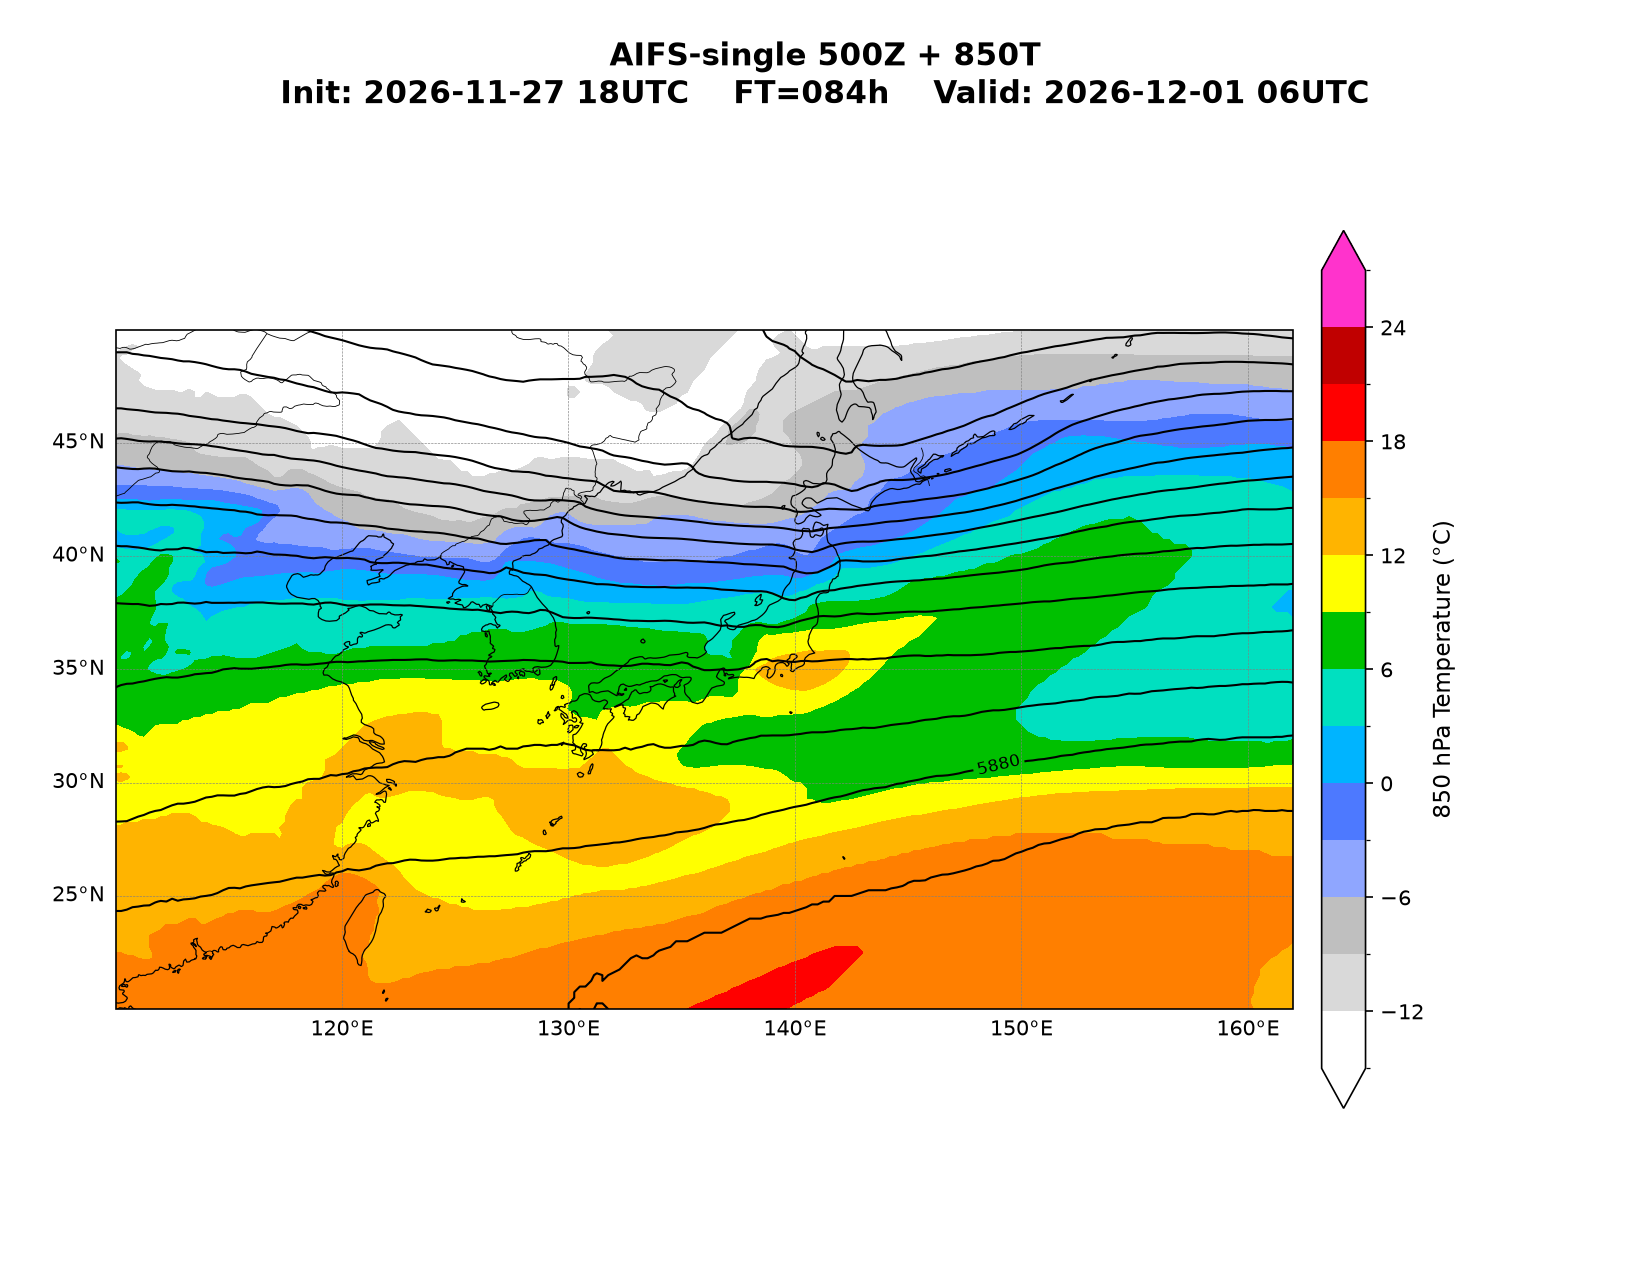 AIFS-single 500Z + 850T
Init: 2026-11-27 18UTC    FT=084h    Valid: 2026-12-01 06UTC
45°N
40°N
35°N
30°N
25°N
120°E
130°E
140°E
150°E
160°E
5880
24
18
12
6
0
−6
−12
850 hPa Temperature (°C)